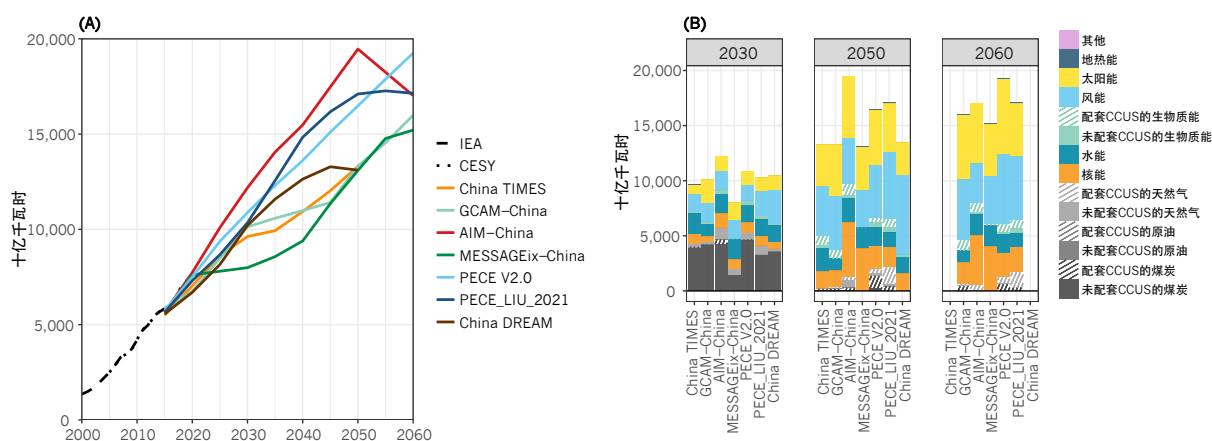 (A)
20,000
15,000
10,000
5,000
0
十亿千瓦时
2000
2010
2020
2030
2040
2050
2060
IEA
CESY
China TIMES
GCAM–China
AIM–China
MESSAGEix–China
PECE V2.0
PECE_LIU_2021
China DREAM
(B)
2030
2050
2060
20,000
15,000
10,000
5,000
0
十亿千瓦时
China TIMES
GCAM–China
AIM–China
MESSAGEix–China
PECE V2.0
PECE_LIU_2021
China DREAM
China TIMES
GCAM–China
AIM–China
MESSAGEix–China
PECE V2.0
PECE_LIU_2021
China DREAM
China TIMES
GCAM–China
AIM–China
MESSAGEix–China
PECE V2.0
PECE_LIU_2021
China DREAM
其他
地热能
太阳能
风能
配套CCUS的生物质能
未配套CCUS的生物质能
水能
核能
配套CCUS的天然气
未配套CCUS的天然气
配套CCUS的原油
未配套CCUS的原油
配套CCUS的煤炭
未配套CCUS的煤炭